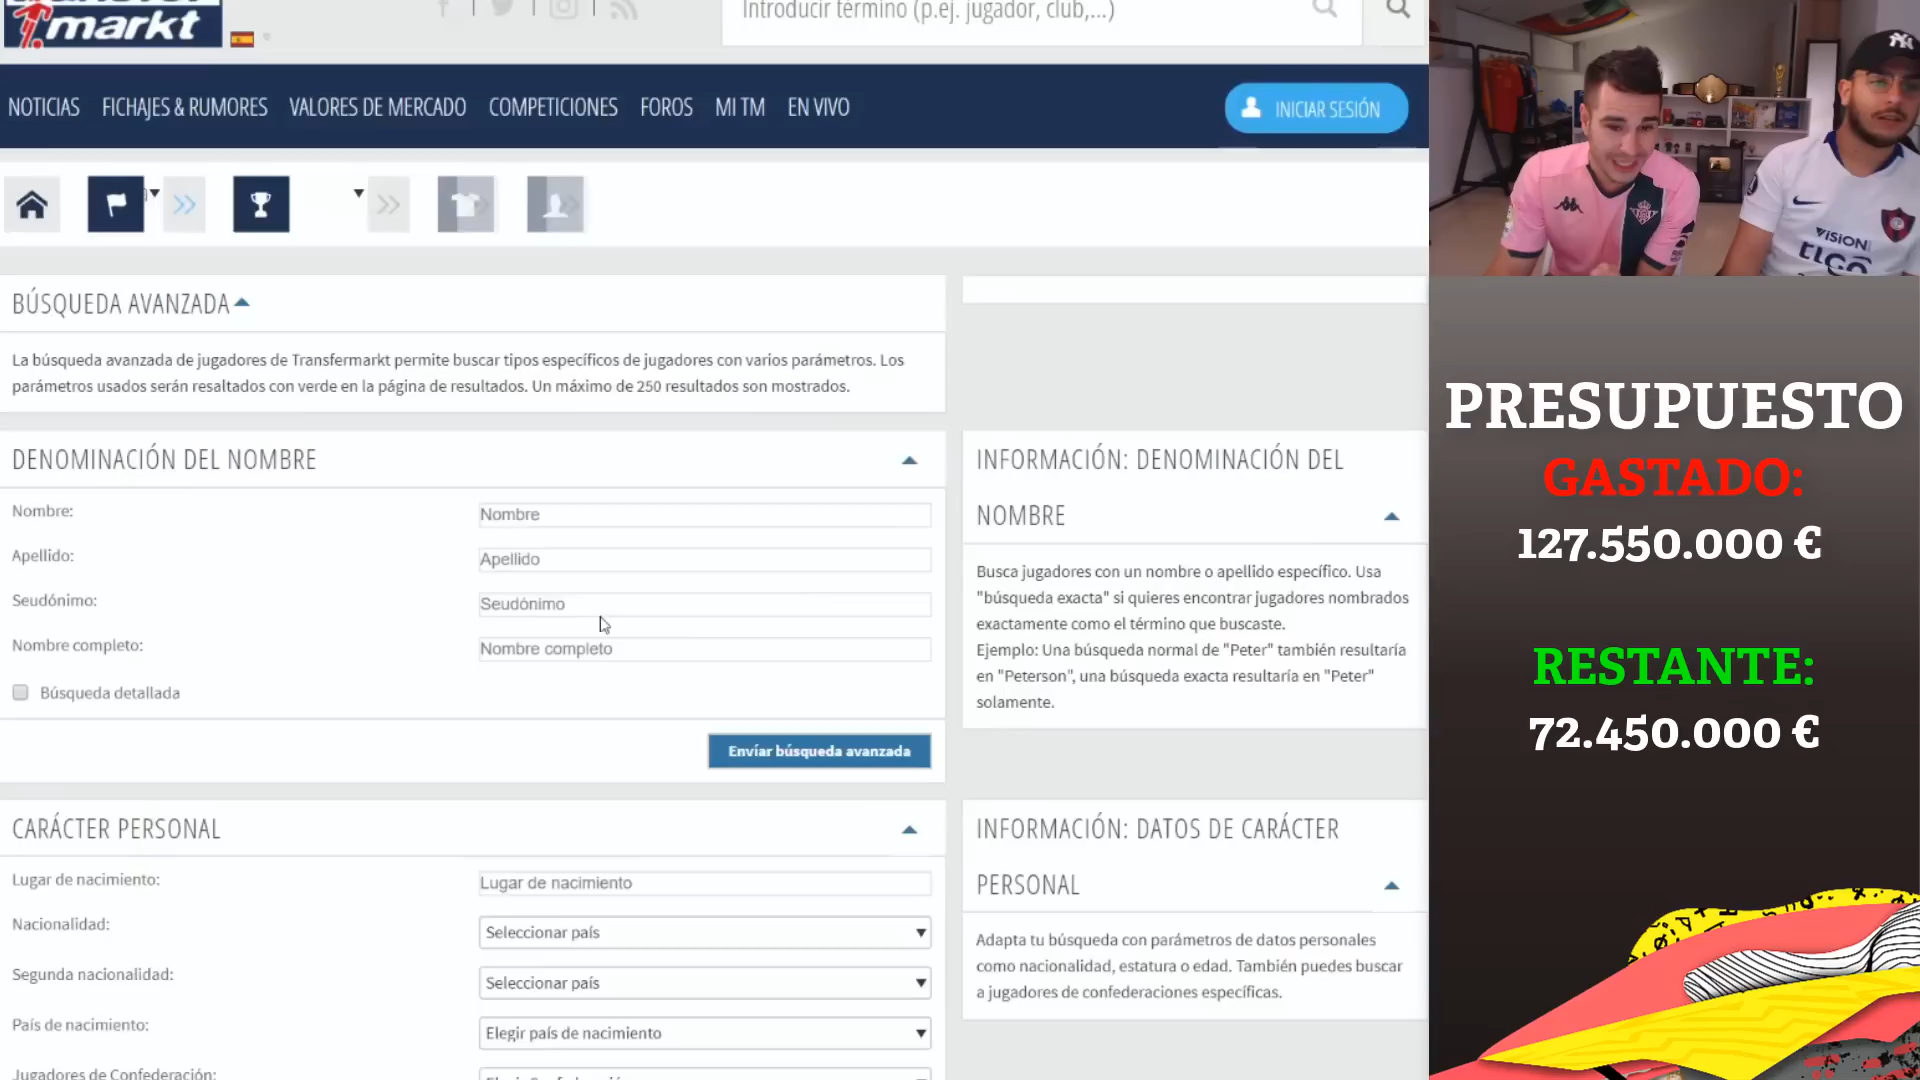 markt
Introducir término (p.ej. jugador, club,...)
NOTICIAS FICHAJES & RUMORES VALORES DE MERCADO COMPETICIONES FOROS MI TM EN VIVO
INICIAR SESIÓN
BÚSQUEDA AVANZADA
La búsqueda avanzada de jugadores de Transfermarkt permite buscar tipos específicos de jugadores con varios parámetros. Los
parámetros usados serán resaltados con verde en la página de resultados. Un máximo de 250 resultados son mostrados.
DENOMINACIÓN DEL NOMBRE
Nombre: Nombre
Apellido: Apellido
Seudónimo: Seudónimo
Nombre completo: Nombre completo
Búsqueda detallada
Envíar búsqueda avanzada
INFORMACIÓN: DENOMINACIÓN DEL
NOMBRE
Busca jugadores con un nombre o apellido específico. Usa
"búsqueda exacta" si quieres encontrar jugadores nombrados
exactamente como el término que buscaste.
Ejemplo: Una búsqueda normal de "Peter" también resultaría
en "Peterson", una búsqueda exacta resultaría en "Peter"
solamente.
CARÁCTER PERSONAL
Lugar de nacimiento: Lugar de nacimiento
Nacionalidad: Seleccionar país
Segunda nacionalidad: Seleccionar país
País de nacimiento: Elegir país de nacimiento
Jugadores de Confederación:
INFORMACIÓN: DATOS DE CARÁCTER
PERSONAL
Adapta tu búsqueda con parámetros de datos personales
como nacionalidad, estatura o edad. También puedes buscar
a jugadores de confederaciones específicas.
VISION
TIGO
PRESUPUESTO
GASTADO:
127.550.000 €
RESTANTE:
72.450.000 €